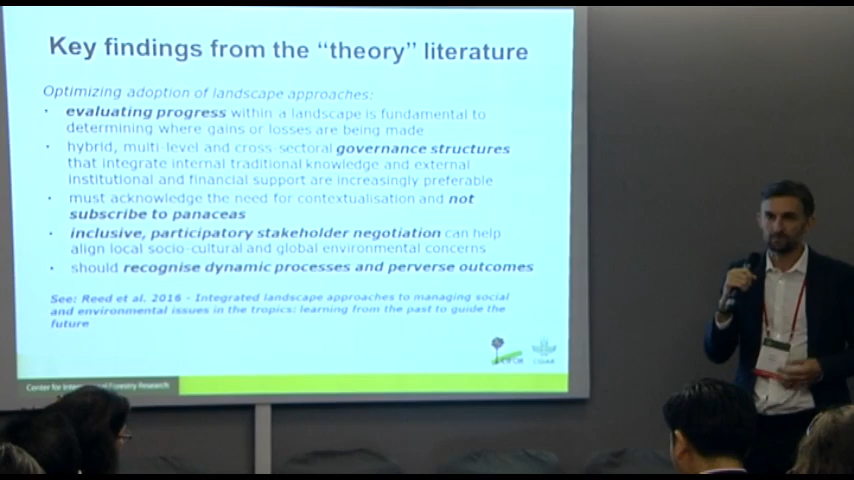 Key findings from the “theory” literature
Optimizing adoption of landscape approaches:
• evaluating progress within a landscape is fundamental to
determining where gains or losses are being made
• hybrid, multi-level and cross-sectoral governance structures
that integrate internal traditional knowledge and external
institutional and financial support are increasingly preferable
• must acknowledge the need for contextualisation and not
subscribe to panaceas
• inclusive, participatory stakeholder negotiation can help
align local socio-cultural and global environmental concerns
• should recognise dynamic processes and perverse outcomes
See: Reed et al. 2016 - Integrated landscape approaches to managing social
and environmental issues in the tropics: learning from the past to guide the
future
CIFOR
CGIAR
Center for International Forestry Research